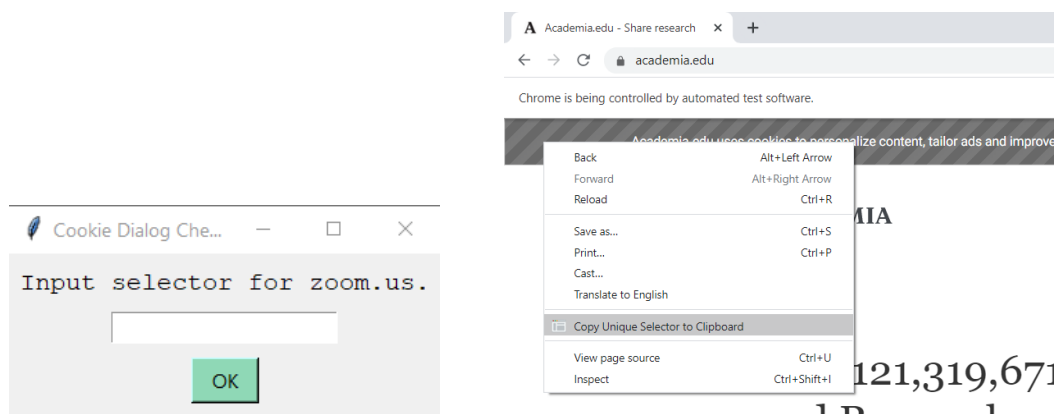 Academia.edu - Share research
academia.edu
Chrome is being controlled by automated test software.
Academia.edu uses cookies to personalize content, tailor ads and improve
Back Alt+Left Arrow
Forward Alt+Right Arrow
Reload Ctrl+R
MIA
Save as... Ctrl+S
Print... Ctrl+P
Cast...
Translate to English
Copy Unique Selector to Clipboard
View page source Ctrl+U
Inspect Ctrl+Shift+I
121,319,671
Cookie Dialog Che...
Input selector for zoom.us.
OK